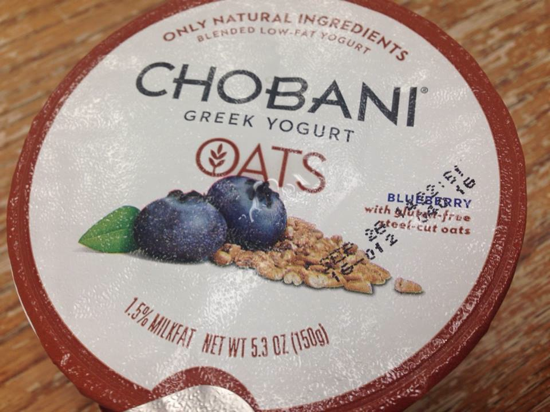 ONLY NATURAL INGREDIENTS
BLENDED LOW-FAT YOGURT
CHOBANI®
GREEK YOGURT
OATS
BLUEBERRY
with gluten-free
steel-cut oats
1.5% MILKFAT NET WT 5.3 OZ (150g)